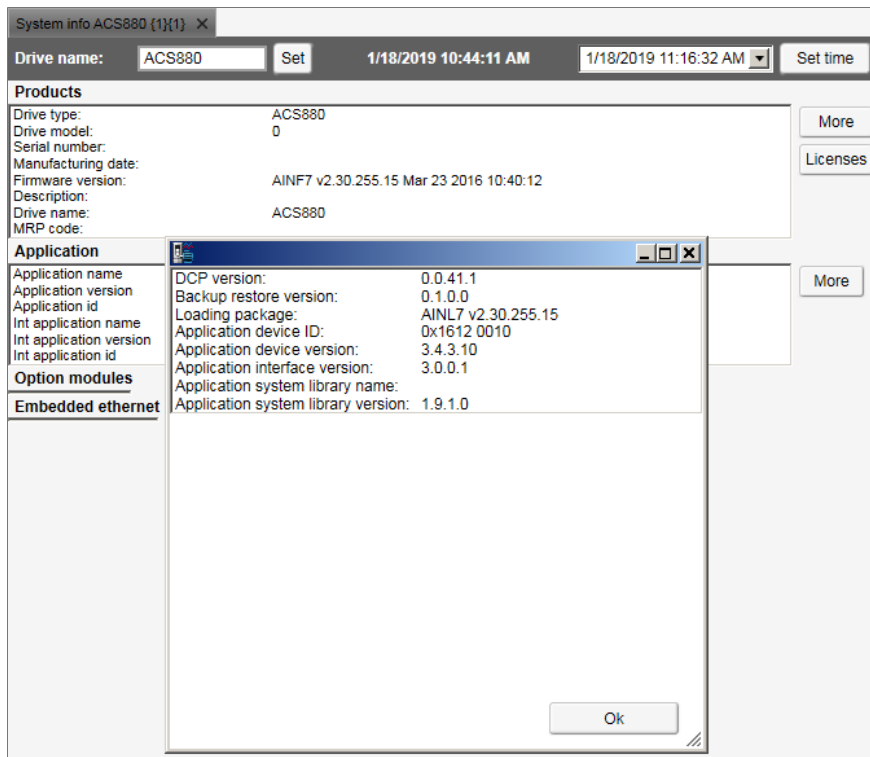 System info ACS880 {1}{1} ×
Drive name: ACS880 Set 1/18/2019 10:44:11 AM 1/18/2019 11:16:32 AM Set time
Products
Drive type: ACS880
Drive model: 0
Serial number:
Manufacturing date:
Firmware version: AINF7 v2.30.255.15 Mar 23 2016 10:40:12
Description:
Drive name: ACS880
MRP code:
More
Licenses
Application
Application name
Application version
Application id
Int application name
Int application version
Int application id
More
Option modules
Embedded ethernet
DCP version: 0.0.41.1
Backup restore version: 0.1.0.0
Loading package: AINL7 v2.30.255.15
Application device ID: 0x1612 0010
Application device version: 3.4.3.10
Application interface version: 3.0.0.1
Application system library name:
Application system library version: 1.9.1.0
Ok